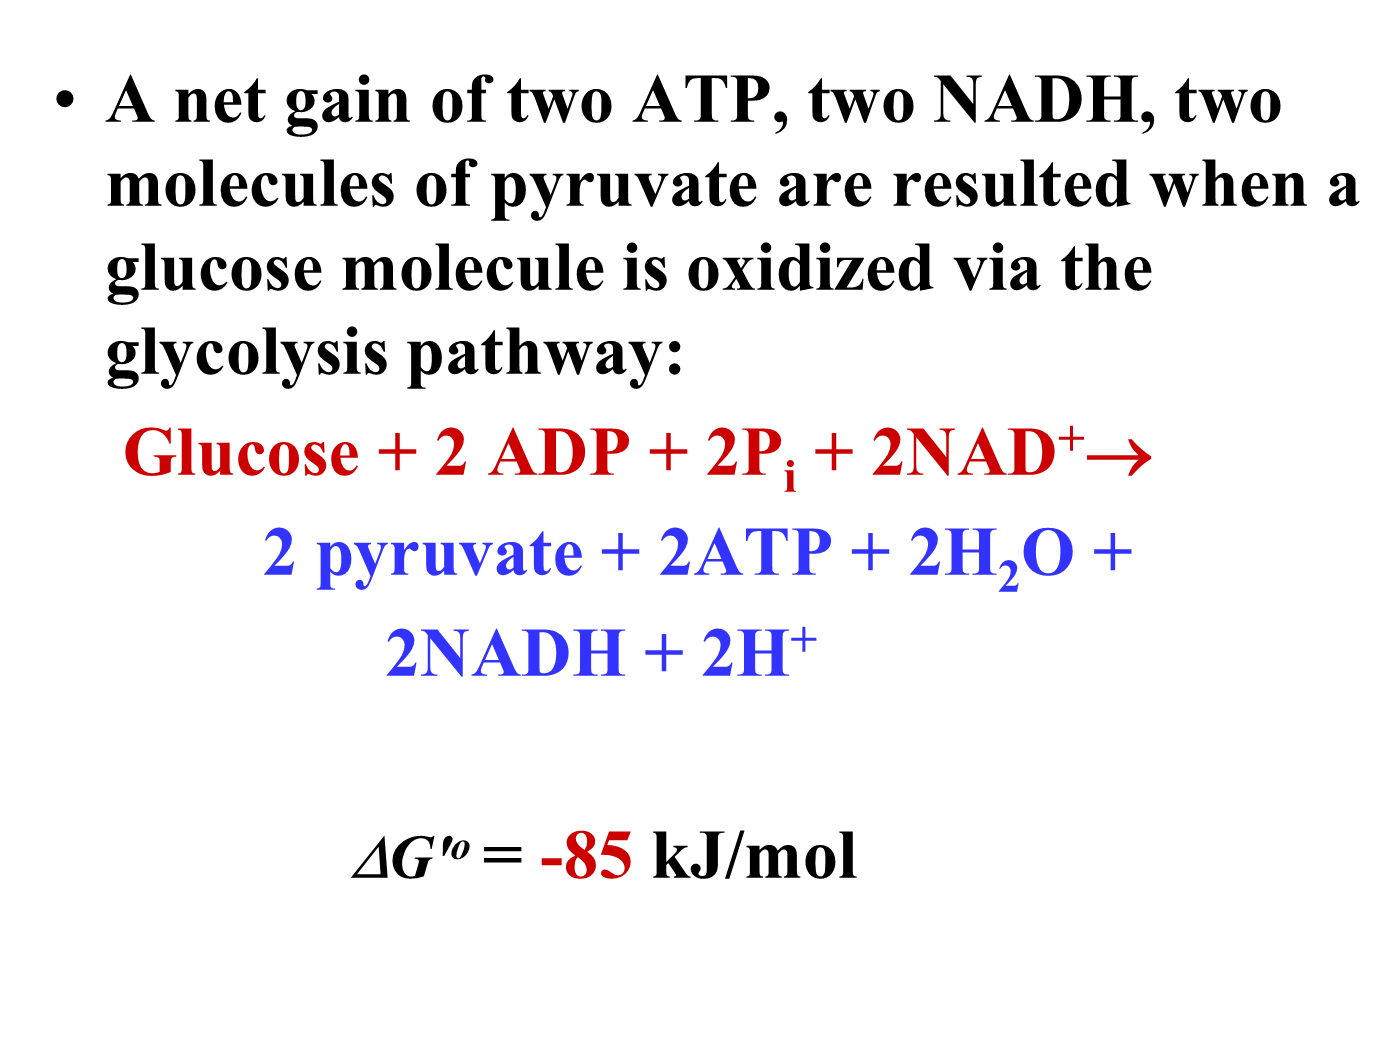 • A net gain of two ATP, two NADH, two
molecules of pyruvate are resulted when a
glucose molecule is oxidized via the
glycolysis pathway:
Glucose + 2 ADP + 2Pᵢ + 2NAD⁺→
2 pyruvate + 2ATP + 2H₂O +
2NADH + 2H⁺
ΔG'º = -85 kJ/mol